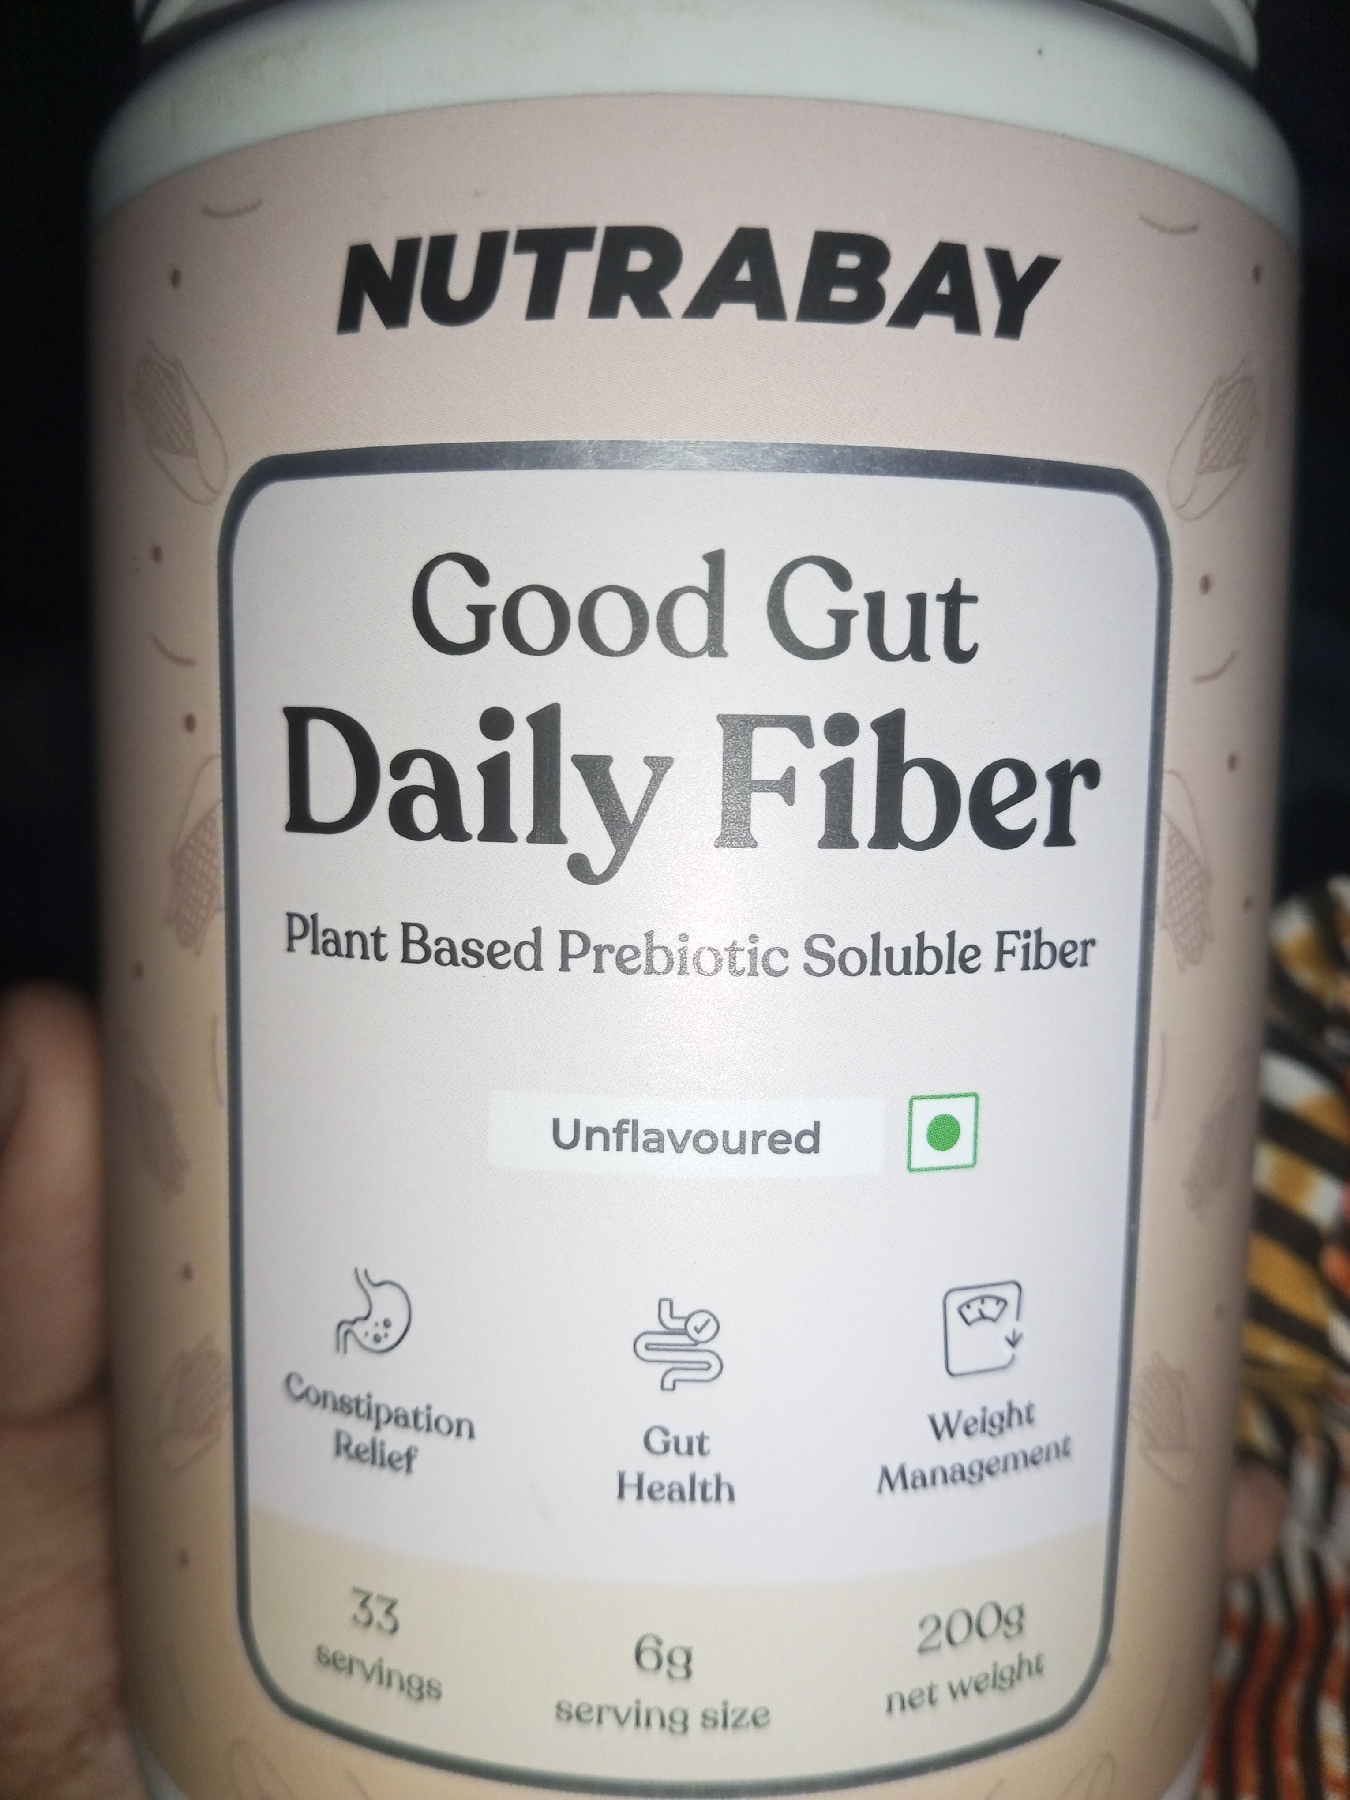 NUTRABAY
Good Gut
Daily Fiber
Plant Based Prebiotic Soluble Fiber
Unflavoured
Constipation
Relief
Gut
Health
Weight
Management
33
servings
6g
serving size
200g
net weight